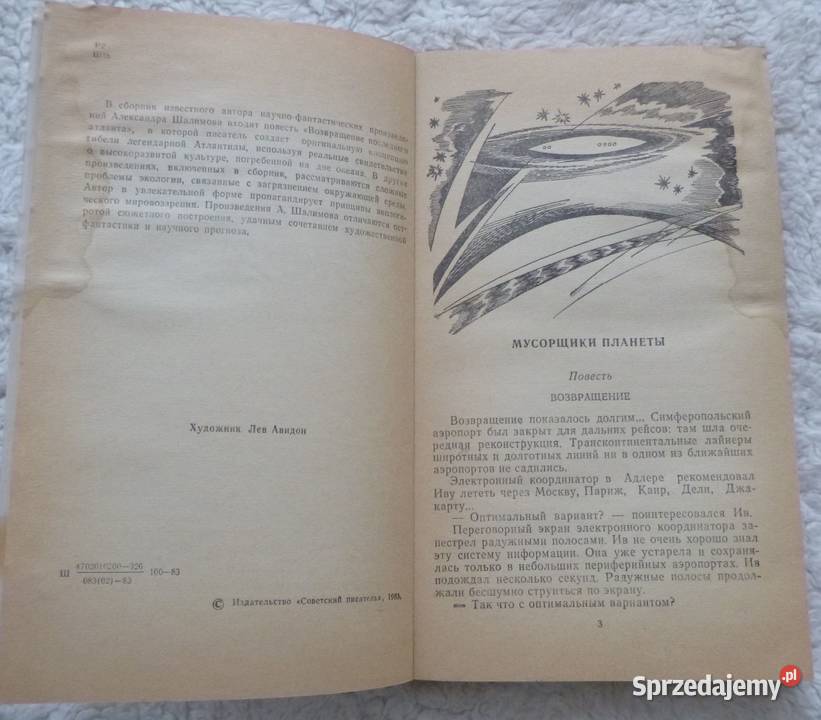 Р2
В сборник известного автора научно-фантастических произведе-
ний Александра Шалимова входит повесть «Возвращение последнего
атланта», в которой писатель создает оригинальную концепцию
гибели легендарной Атлантиды, используя реальные свидетельства
о высокоразвитой культуре, погребенной на дне океана. В других
произведениях, включенных в сборник, рассматриваются сложные
проблемы экологии, связанные с загрязнением окружающей среды.
Автор в увлекательной форме пропагандирует принципы
ческого мировоззрения. Произведения А. Шалимова отличаются ост-
ротой сюжетного построения, удачным сочетанием художественной
фантастики и научного прогноза.
Художник Лев Авидон
Ш 4702010200—326
083(02)—83
160—83
© Издательство «Советский писатель», 1983.
МУСОРЩИКИ ПЛАНЕТЫ
Повесть
ВОЗВРАЩЕНИЕ
Возвращение показалось долгим... Симферопольский
аэропорт был закрыт для дальних рейсов: там шла оче-
редная реконструкция. Трансконтинентальные лайнеры
широтных и долготных линий ни в одном из ближайших
аэропортов не садились.
Электронный координатор в Адлере рекомендовал
Иву лететь через Москву, Париж, Каир, Дели, Джа-
карту...
— Оптимальный вариант? — поинтересовался Ив.
Переговорный экран электронного координатора за-
пестрел радужными полосами. Ив не очень хорошо знал
эту систему информации. Она уже устарела и сохраня-
лась только в небольших периферийных аэропортах. Ив
подождал несколько секунд. Радужные полосы продол-
жали бесшумно струиться по экрану.
— Так что с оптимальным вариантом?
3
Sprzedajemy.pl